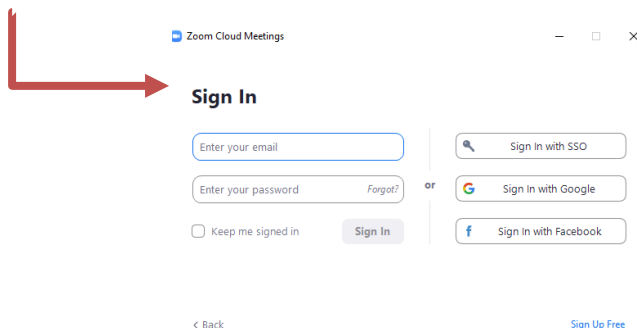 Zoom Cloud Meetings
Sign In
Enter your email
Enter your password Forgot?
Keep me signed in Sign In
or
Sign In with SSO
Sign In with Google
Sign In with Facebook
< Back
Sign Up Free